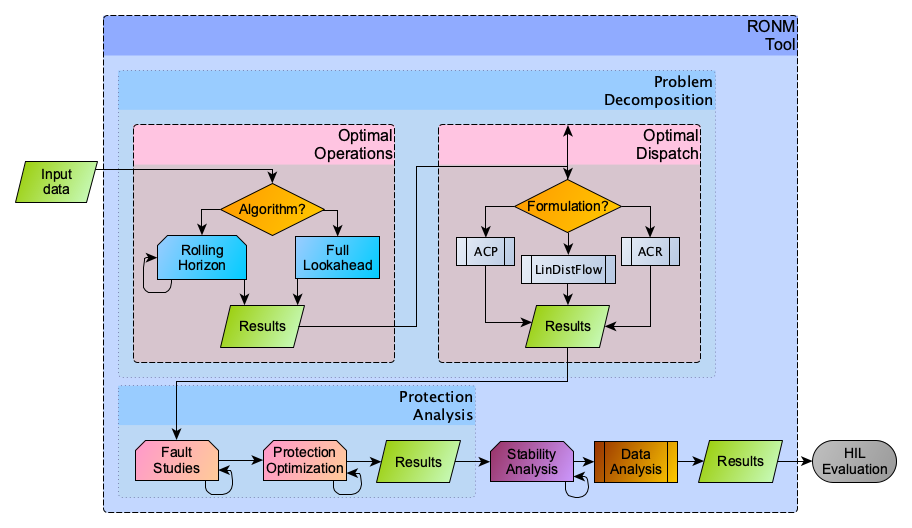 RONM
Tool
Problem
Decomposition
Optimal
Operations
Optimal
Dispatch
Input
data
Algorithm?
Formulation?
Rolling
Horizon
Full
Lookahead
ACP
LinDistFlow
ACR
Results
Results
Protection
Analysis
Fault
Studies
Protection
Optimization
Results
Stability
Analysis
Data
Analysis
Results
HIL
Evaluation